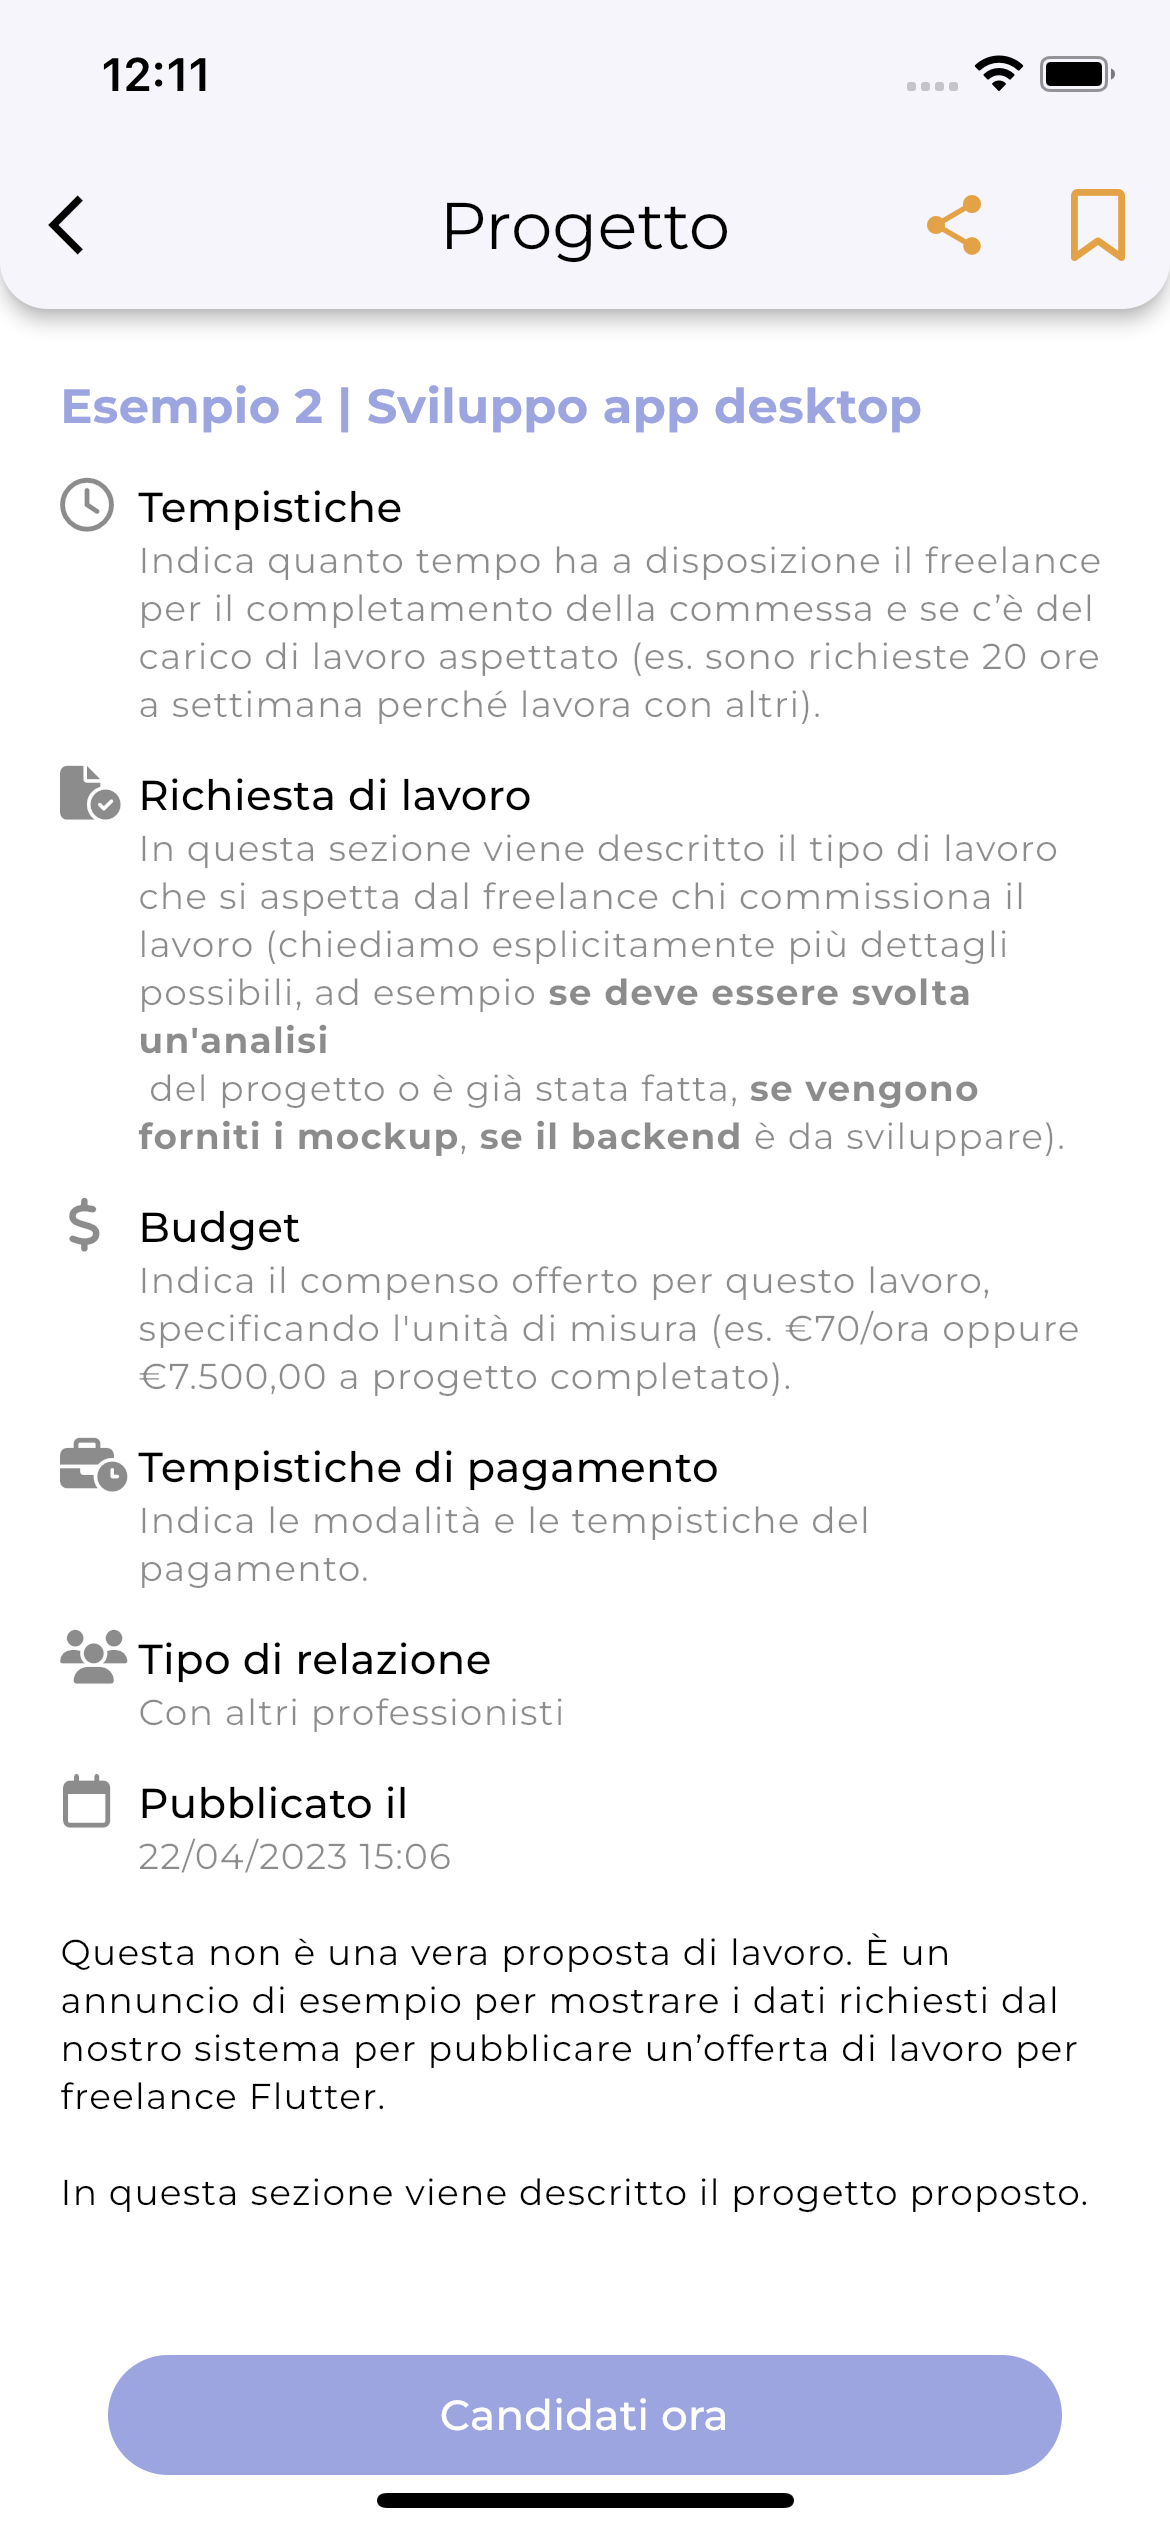 12:11
Progetto
Esempio 2 | Sviluppo app desktop
Tempistiche
Indica quanto tempo ha a disposizione il freelance
per il completamento della commessa e se c’è del
carico di lavoro aspettato (es. sono richieste 20 ore
a settimana perché lavora con altri).
Richiesta di lavoro
In questa sezione viene descritto il tipo di lavoro
che si aspetta dal freelance chi commissiona il
lavoro (chiediamo esplicitamente più dettagli
possibili, ad esempio se deve essere svolta
un'analisi
del progetto o è già stata fatta, se vengono
forniti i mockup, se il backend è da sviluppare).
Budget
Indica il compenso offerto per questo lavoro,
specificando l'unità di misura (es. €70/ora oppure
€7.500,00 a progetto completato).
Tempistiche di pagamento
Indica le modalità e le tempistiche del
pagamento.
Tipo di relazione
Con altri professionisti
Pubblicato il
22/04/2023 15:06
Questa non è una vera proposta di lavoro. È un
annuncio di esempio per mostrare i dati richiesti dal
nostro sistema per pubblicare un’offerta di lavoro per
freelance Flutter.
In questa sezione viene descritto il progetto proposto.
Candidati ora